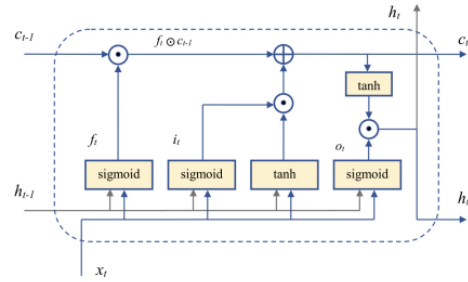 h_t
c_{t-1}
f_t ⊙ c_{t-1}
c_t
tanh
f_t
i_t
o_t
sigmoid
sigmoid
tanh
sigmoid
h_{t-1}
h_t
x_t